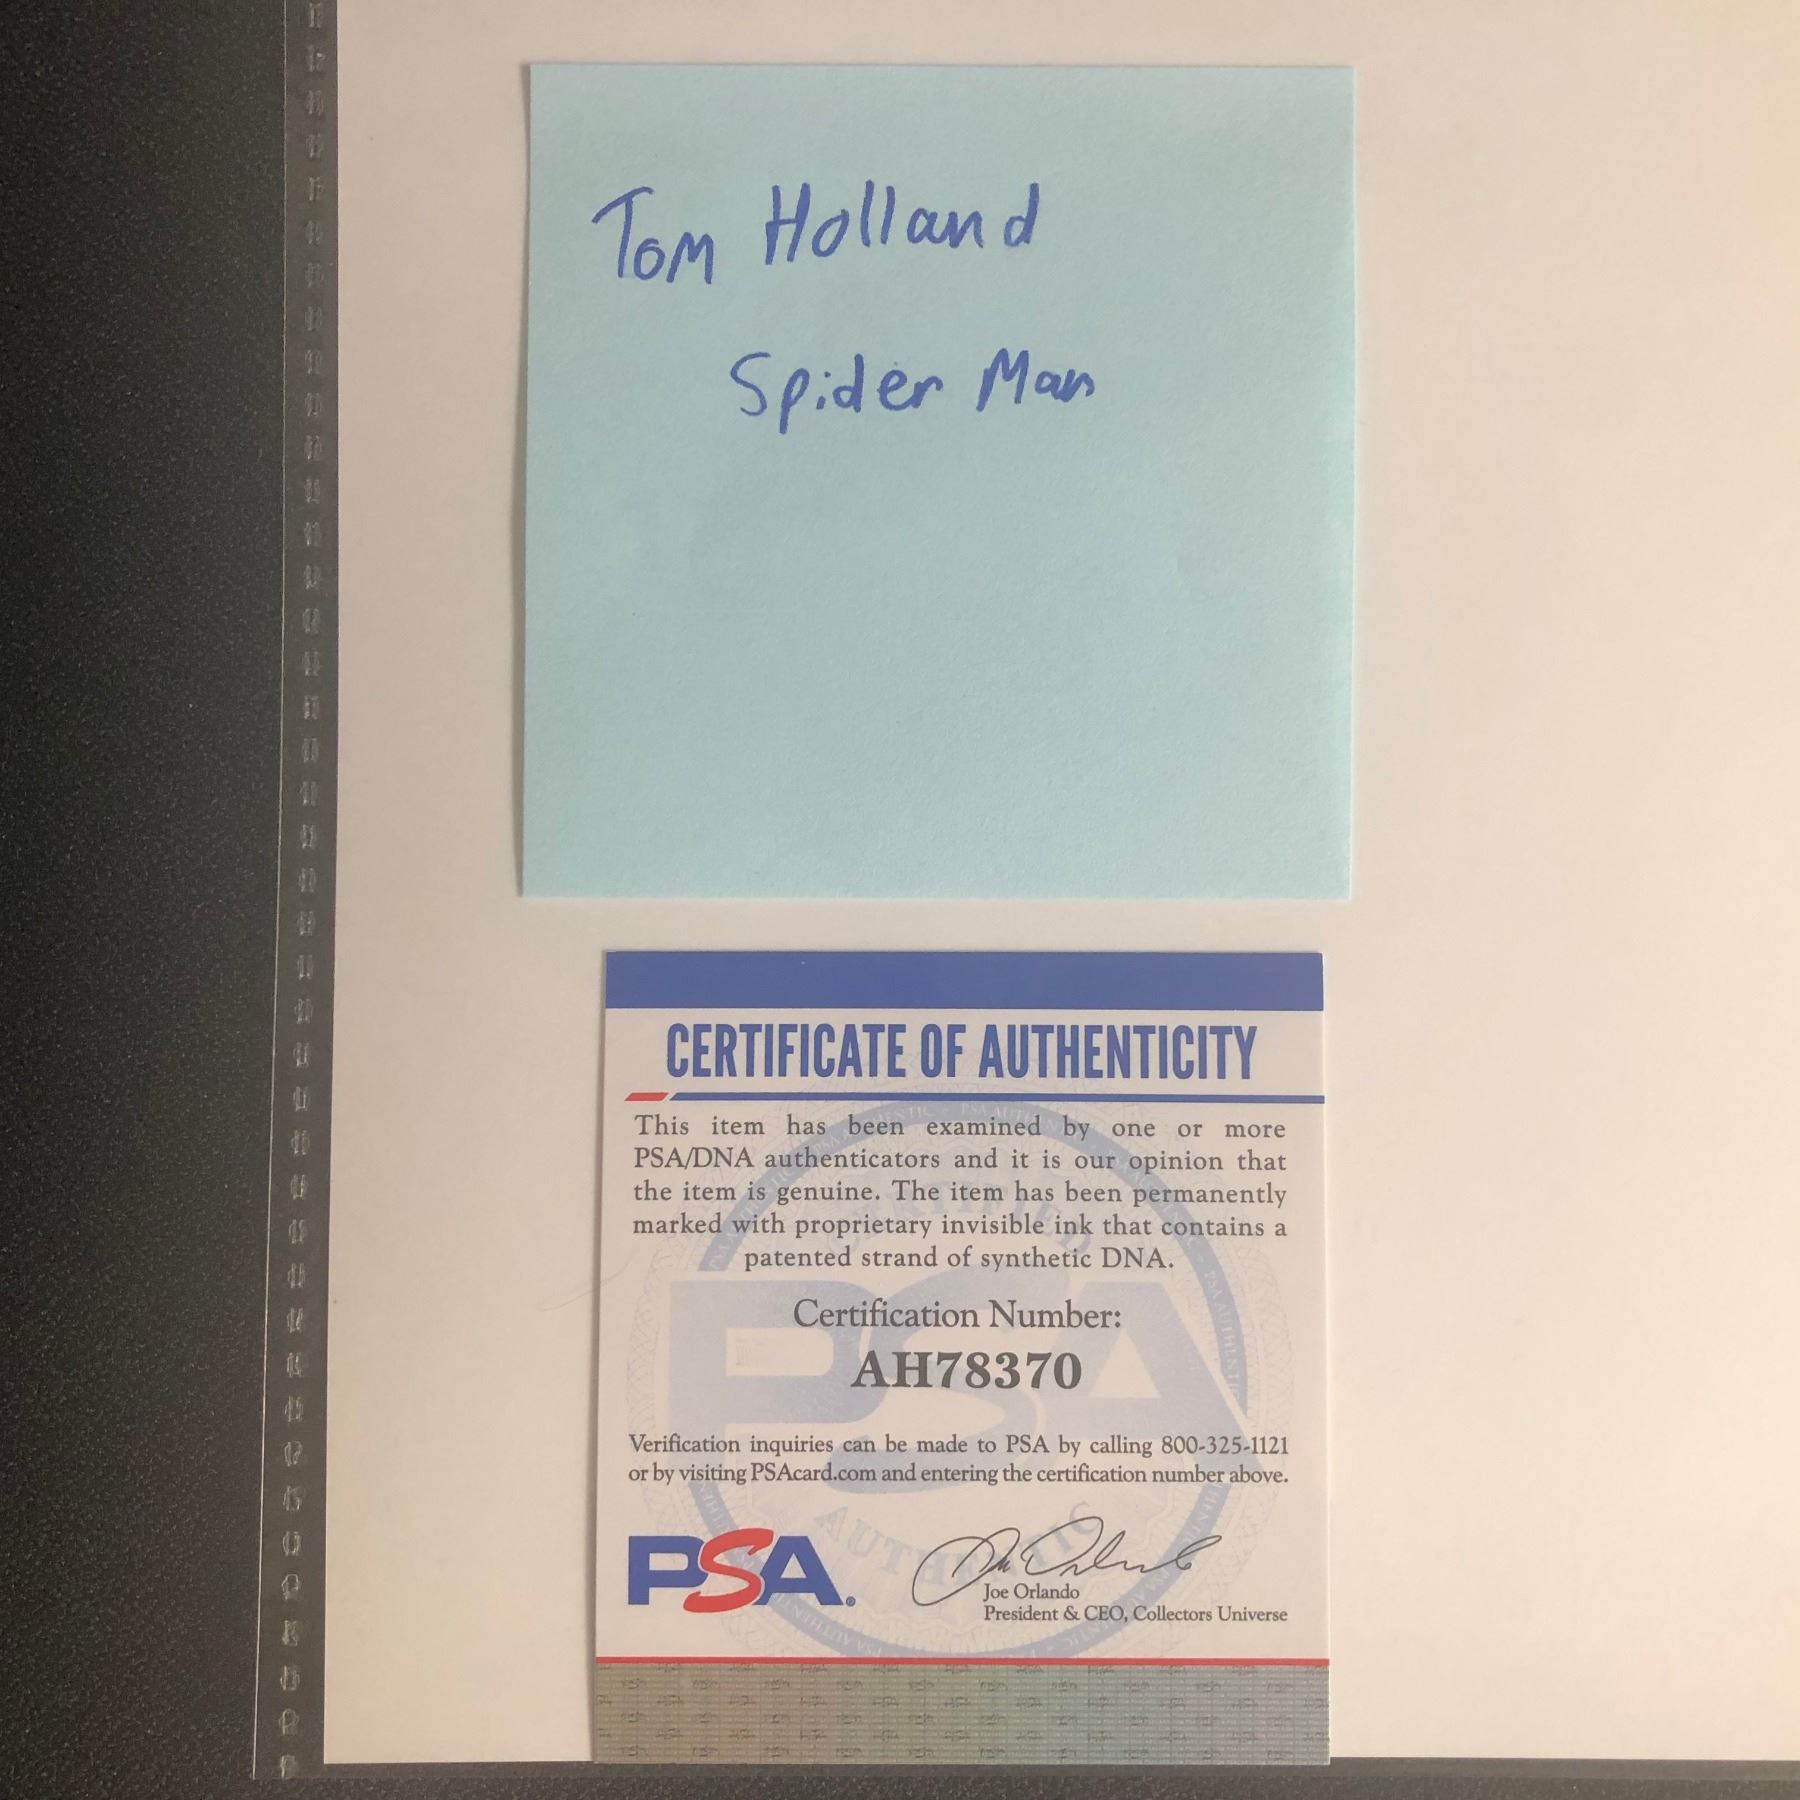 Tom Holland
Spider Man
CERTIFICATE OF AUTHENTICITY
This item has been examined by one or more
PSA/DNA authenticators and it is our opinion that
the item is genuine. The item has been permanently
marked with proprietary invisible ink that contains a
patented strand of synthetic DNA.
Certification Number:
AH78370
Verification inquiries can be made to PSA by calling 800-325-1121
or by visiting PSAcard.com and entering the certification number above.
PSA®
Joe Orlando
Joe Orlando
President & CEO, Collectors Universe